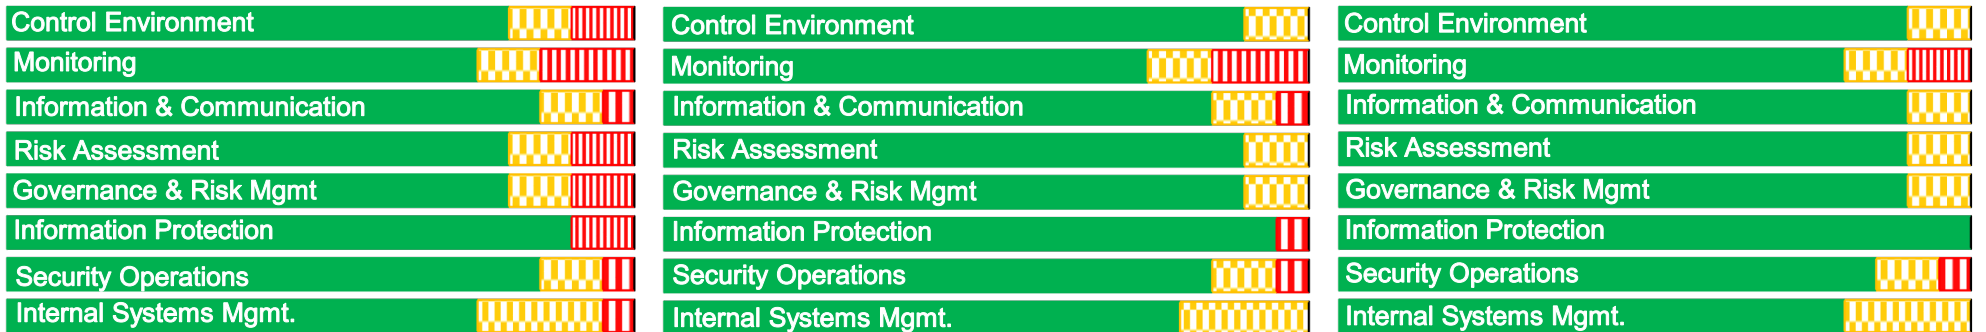 Control Environment
Monitoring
Information & Communication
Risk Assessment
Governance & Risk Mgmt
Information Protection
Security Operations
Internal Systems Mgmt.
Control Environment
Monitoring
Information & Communication
Risk Assessment
Governance & Risk Mgmt
Information Protection
Security Operations
Internal Systems Mgmt.
Control Environment
Monitoring
Information & Communication
Risk Assessment
Governance & Risk Mgmt
Information Protection
Security Operations
Internal Systems Mgmt.